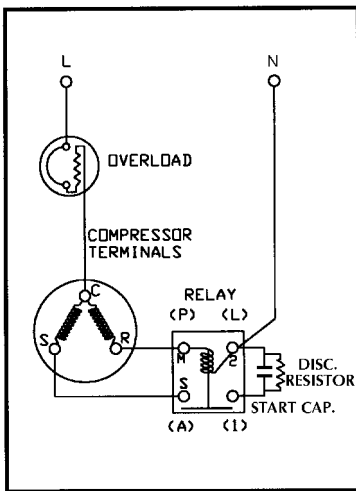 L N
OVERLOAD
COMPRESSOR
TERMINALS
C
S R
RELAY
(P) (L)
M 2
S
(A) (1)
DISC.
RESISTOR
START CAP.